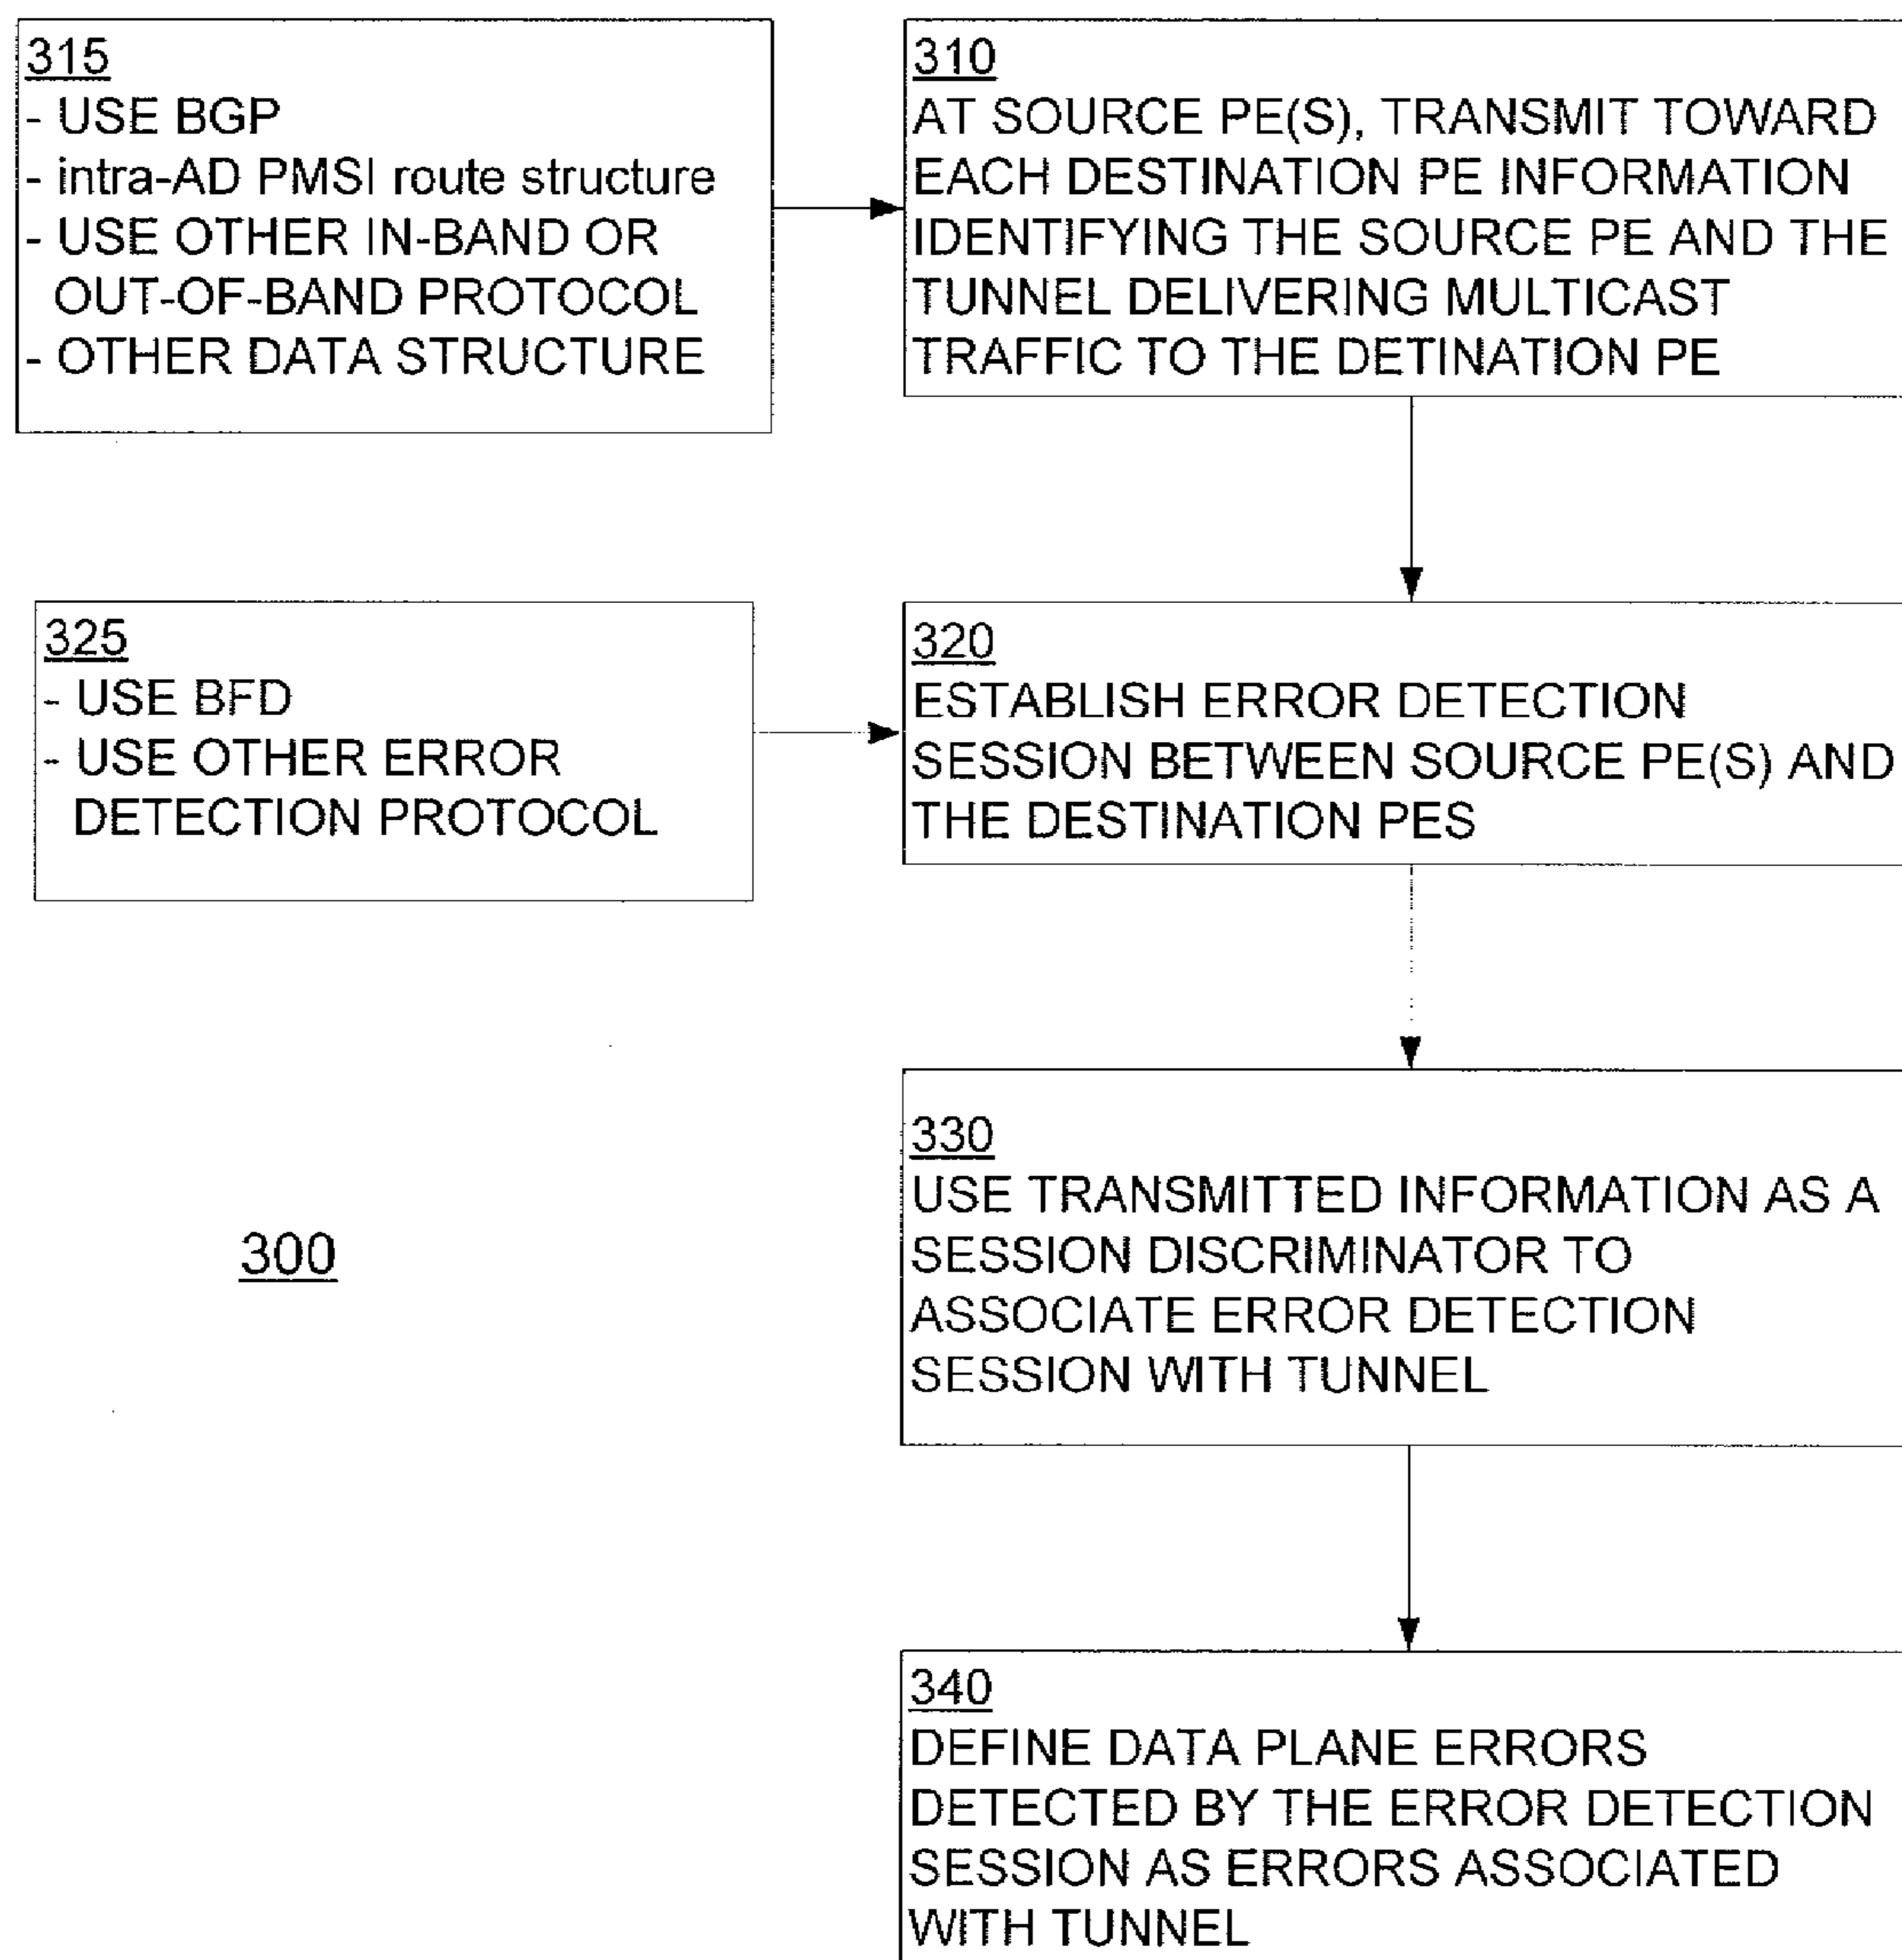 315
- USE BGP
- intra-AD PMSI route structure
- USE OTHER IN-BAND OR
OUT-OF-BAND PROTOCOL
- OTHER DATA STRUCTURE
310
AT SOURCE PE(S), TRANSMIT TOWARD
EACH DESTINATION PE INFORMATION
IDENTIFYING THE SOURCE PE AND THE
TUNNEL DELIVERING MULTICAST
TRAFFIC TO THE DETINATION PE
325
- USE BFD
- USE OTHER ERROR
DETECTION PROTOCOL
320
ESTABLISH ERROR DETECTION
SESSION BETWEEN SOURCE PE(S) AND
THE DESTINATION PES
300
330
USE TRANSMITTED INFORMATION AS A
SESSION DISCRIMINATOR TO
ASSOCIATE ERROR DETECTION
SESSION WITH TUNNEL
340
DEFINE DATA PLANE ERRORS
DETECTED BY THE ERROR DETECTION
SESSION AS ERRORS ASSOCIATED
WITH TUNNEL